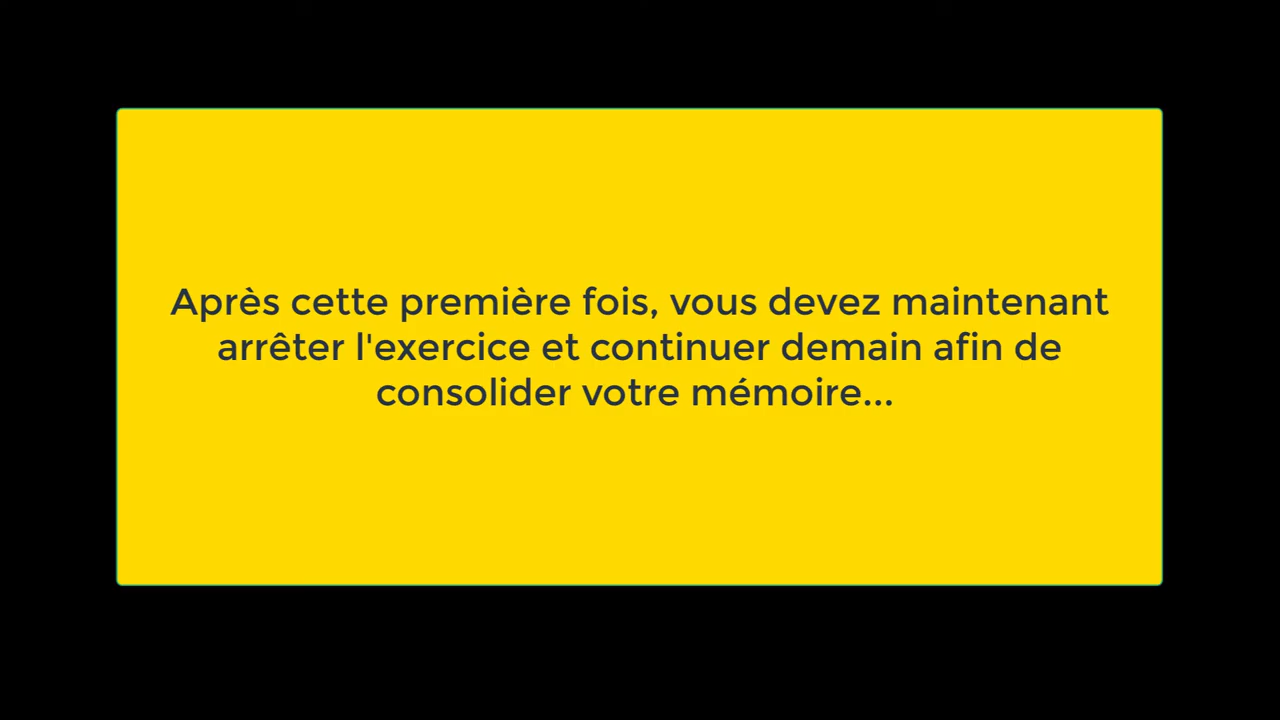 Après cette première fois, vous devez maintenant
arrêter l'exercice et continuer demain afin de
consolider votre mémoire...